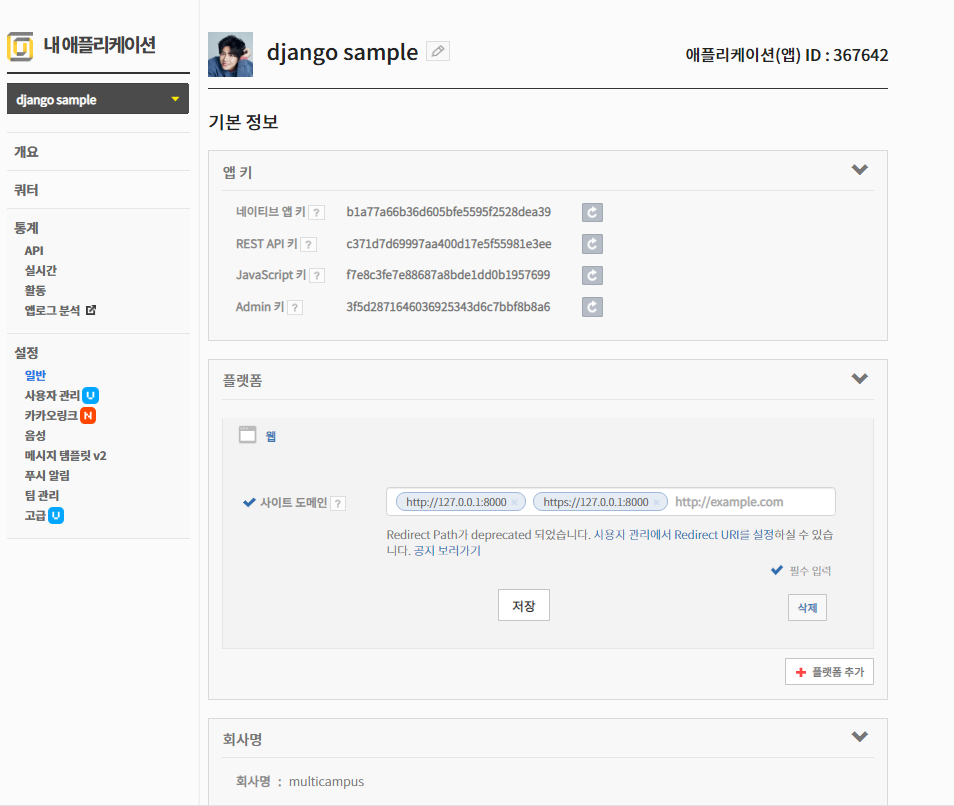 내 애플리케이션
django sample
개요
쿼터
통계
API
실시간
활동
앱로그 분석
설정
일반
사용자 관리 U
카카오링크 N
음성
메시지 템플릿 v2
푸시 알림
팀 관리
고급 U
django sample
애플리케이션(앱) ID : 367642
기본 정보
앱 키
네이티브 앱 키 ? b1a77a66b36d605bfe5595f2528dea39
REST API 키 ? c371d7d69997aa400d17e5f55981e3ee
JavaScript 키 ? f7e8c3fe7e88687a8bde1dd0b1957699
Admin 키 ? 3f5d2871646036925343d6c7bbf8b8a6
플랫폼
웹
사이트 도메인 ? http://127.0.0.1:8000 × https://127.0.0.1:8000 × http://example.com
Redirect Path가 deprecated 되었습니다. 사용자 관리에서 Redirect URI를 설정하실 수 있습
니다. 공지 보러가기
필수 입력
저장
삭제
플랫폼 추가
회사명
회사명 : multicampus